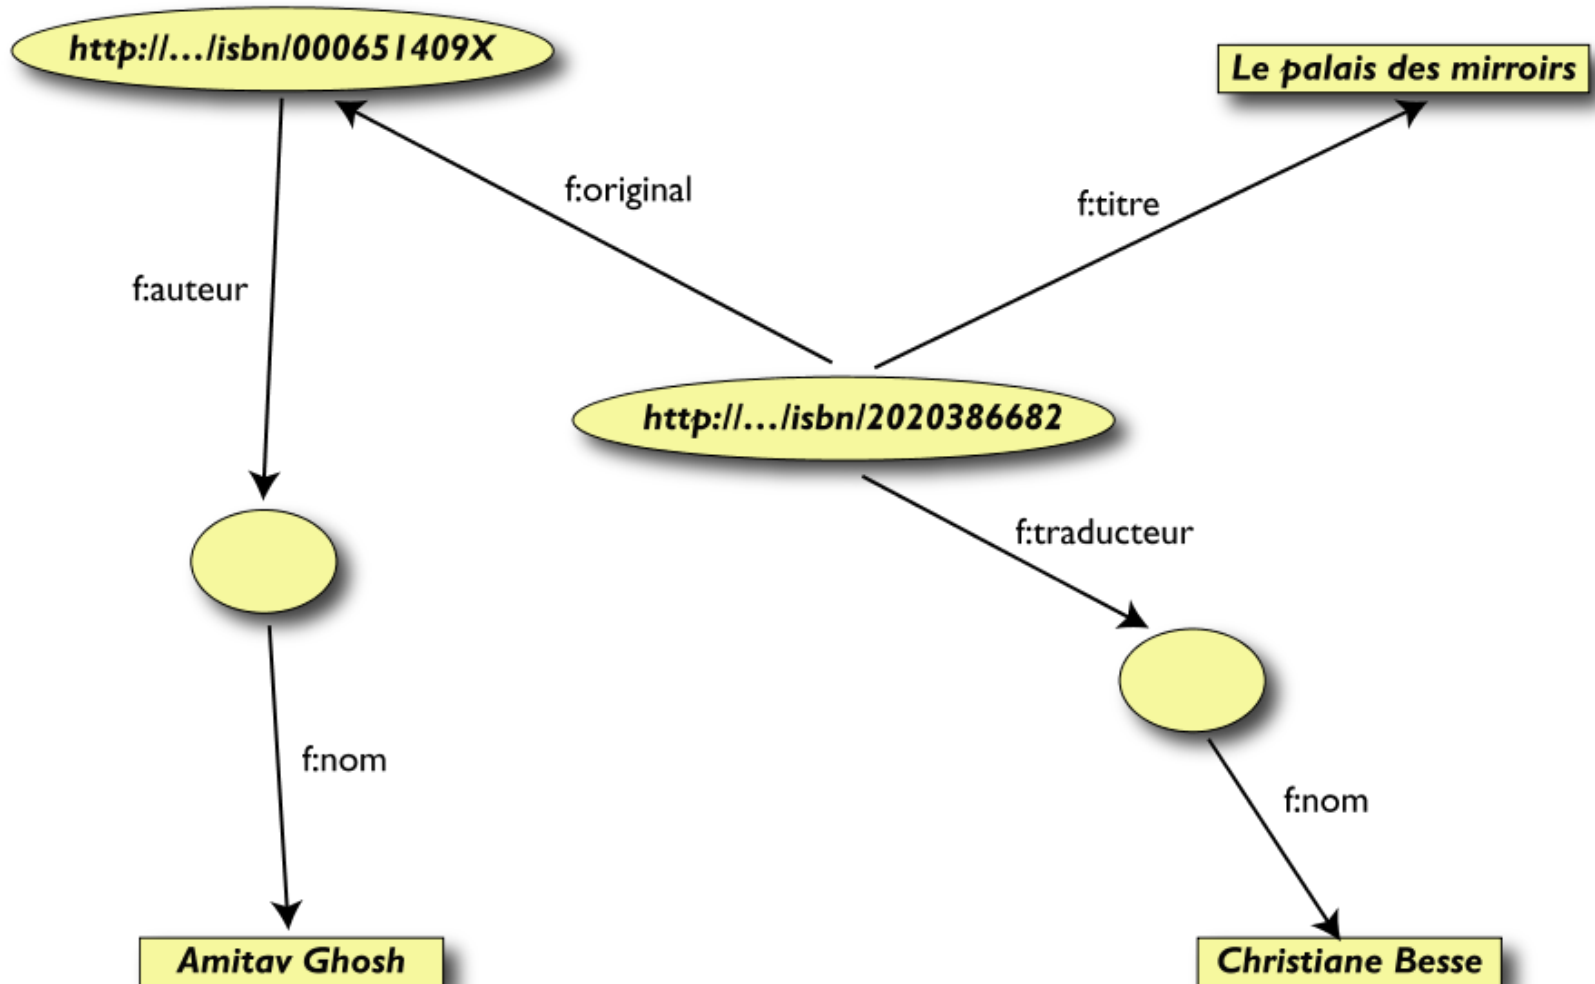 http://…/isbn/000651409X
Le palais des mirroirs
f:original
f:titre
f:auteur
http://…/isbn/2020386682
f:traducteur
f:nom
f:nom
Amitav Ghosh
Christiane Besse